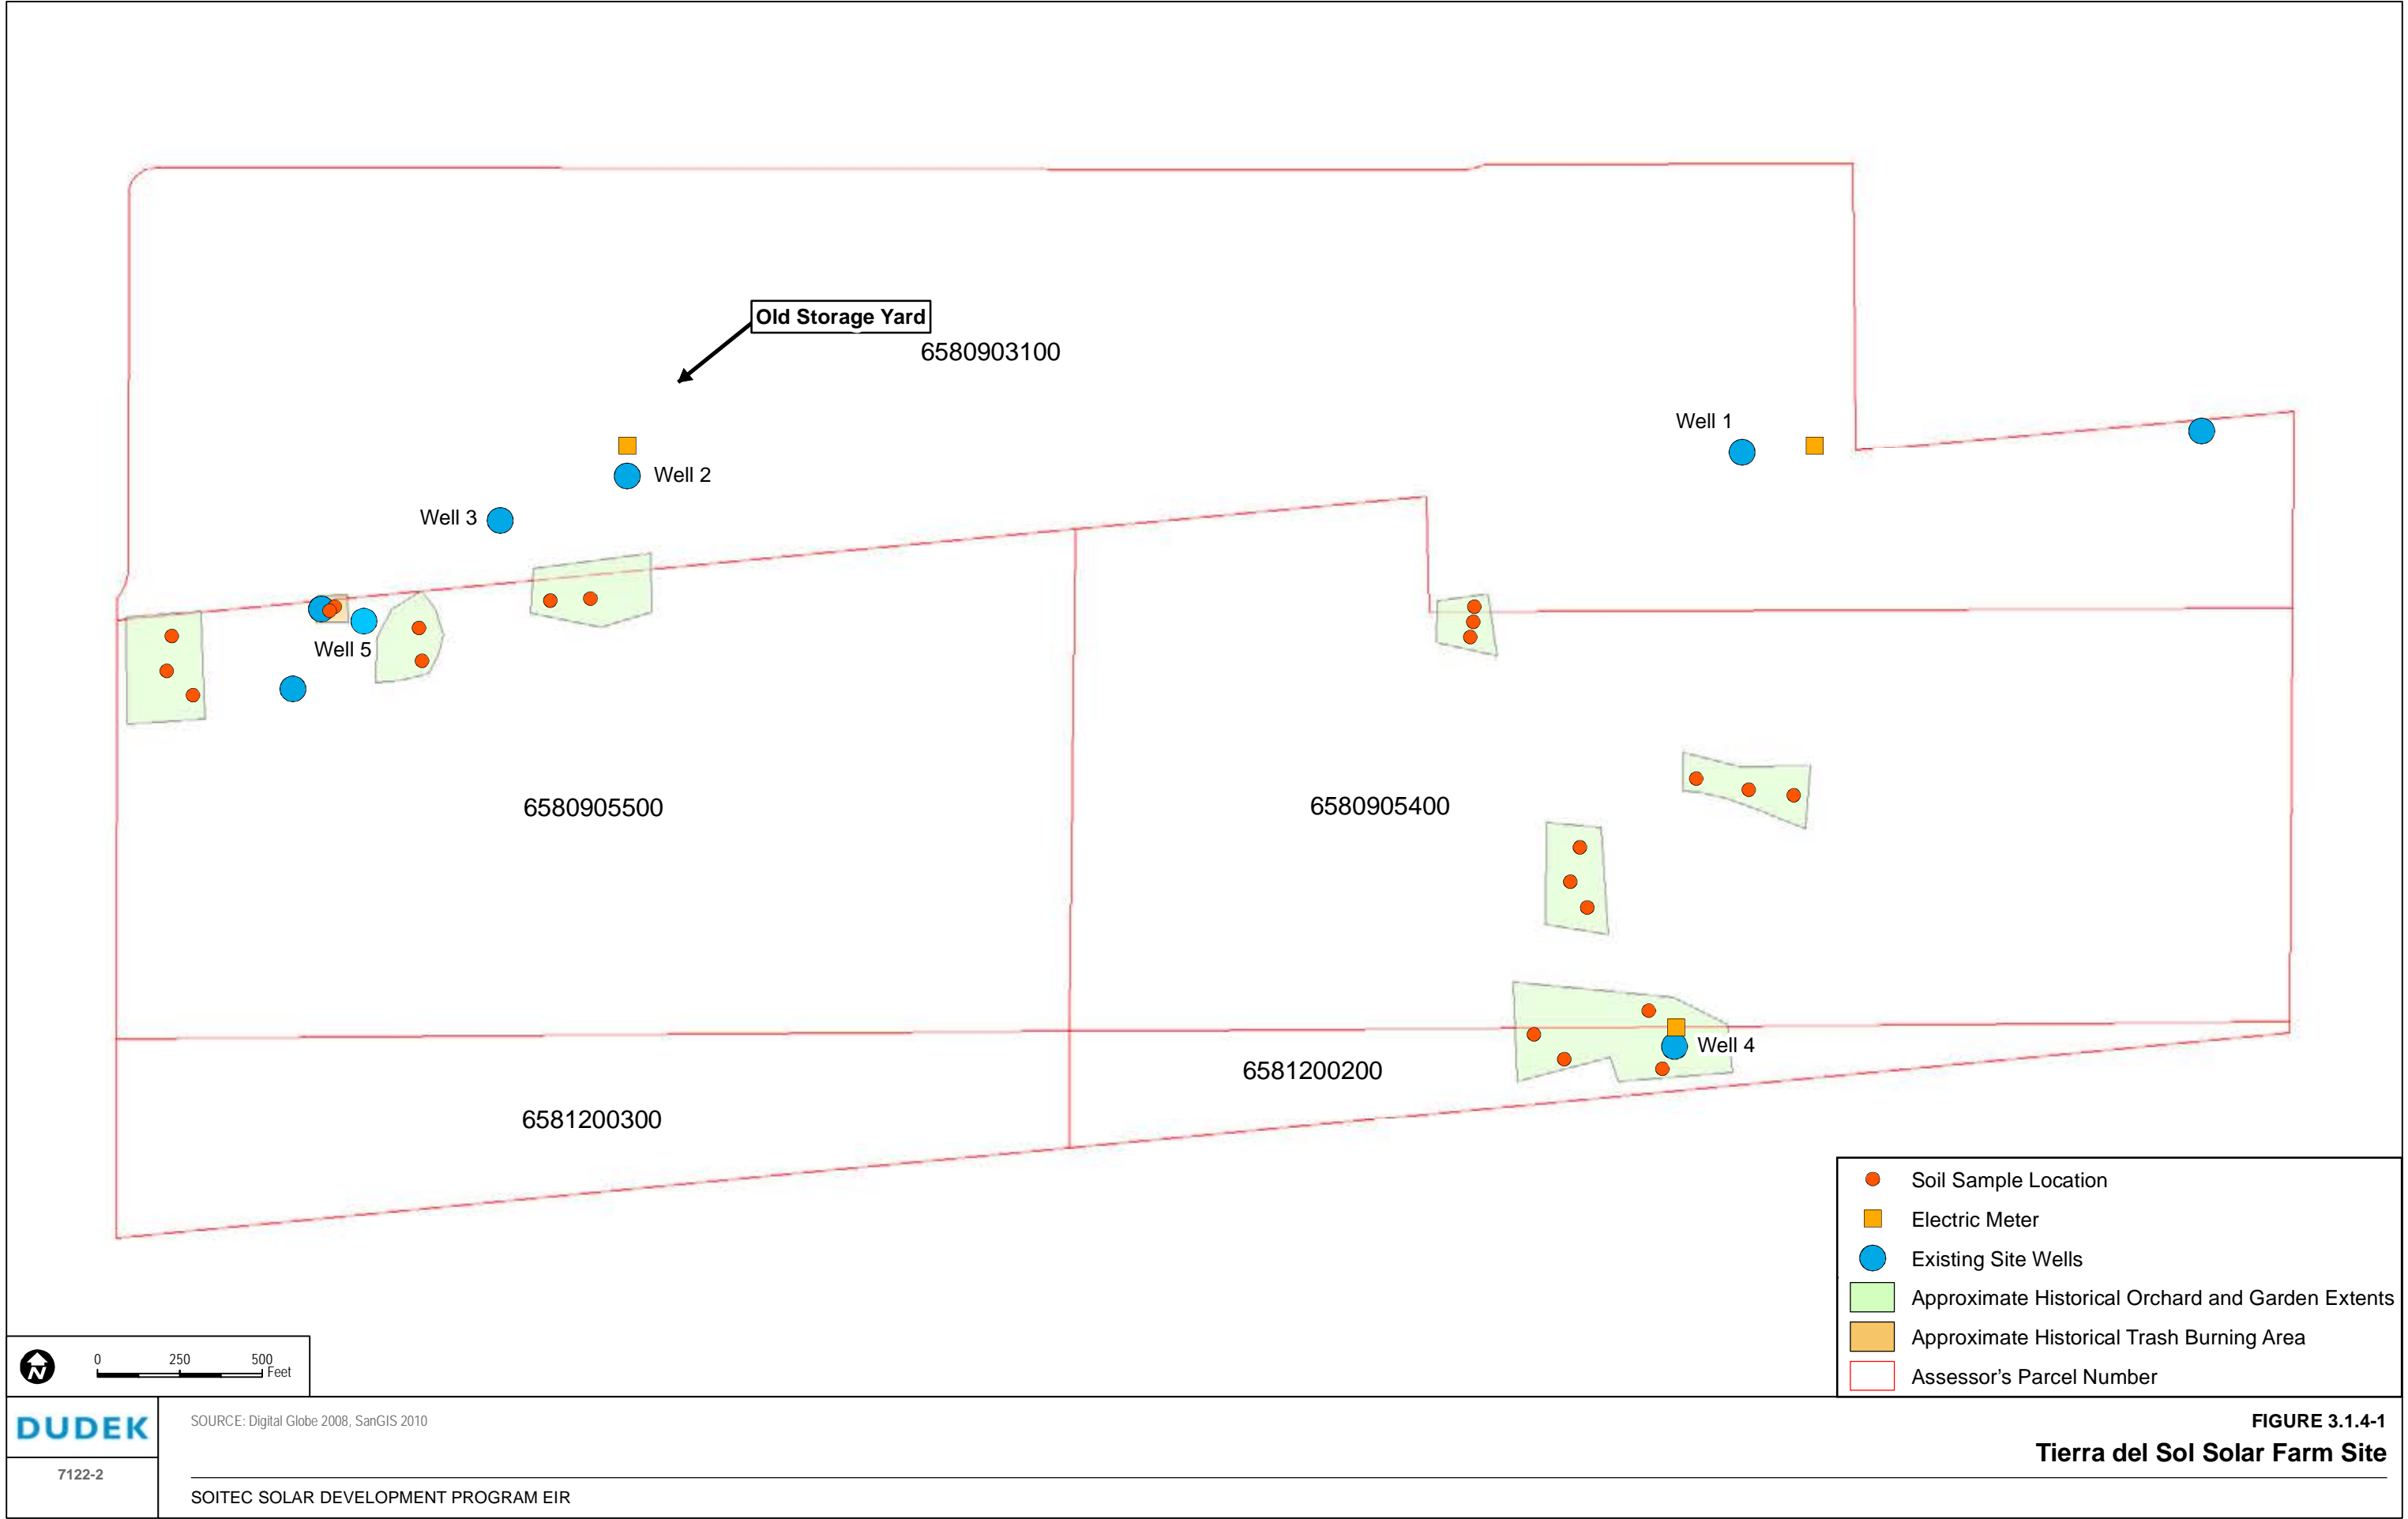 Old Storage Yard
6580903100
Well 1
Well 2
Well 3
Well 5
6580905500
6580905400
Well 4
6581200200
6581200300
Soil Sample Location
Electric Meter
Existing Site Wells
Approximate Historical Orchard and Garden Extents
Approximate Historical Trash Burning Area
Assessor's Parcel Number
N
0 250 500
Feet
DUDEK
7122-2
SOURCE: Digital Globe 2008, SanGIS 2010
FIGURE 3.1.4-1
Tierra del Sol Solar Farm Site
SOITEC SOLAR DEVELOPMENT PROGRAM EIR